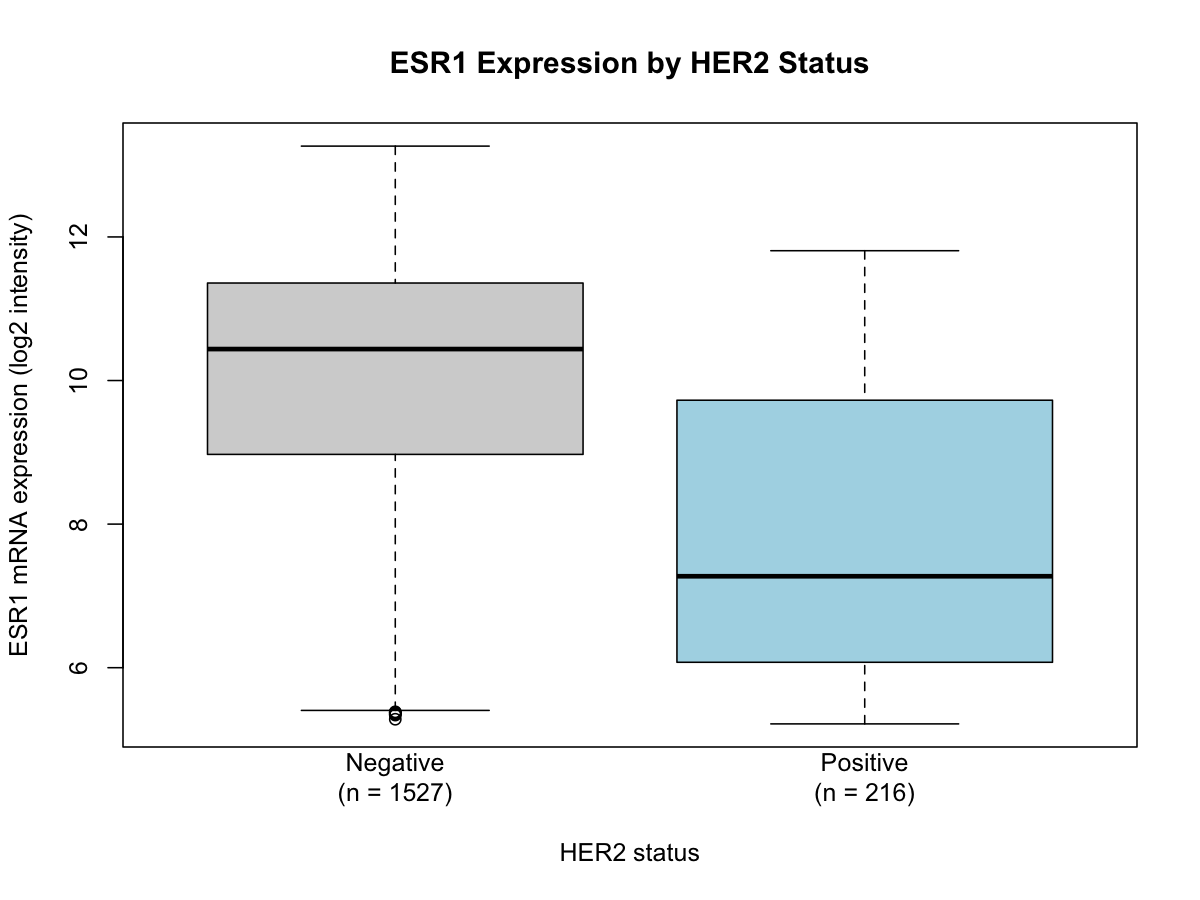 ESR1 Expression by HER2 Status
ESR1 mRNA expression (log2 intensity)
12
10
8
6
Negative
(n = 1527)
Positive
(n = 216)
HER2 status